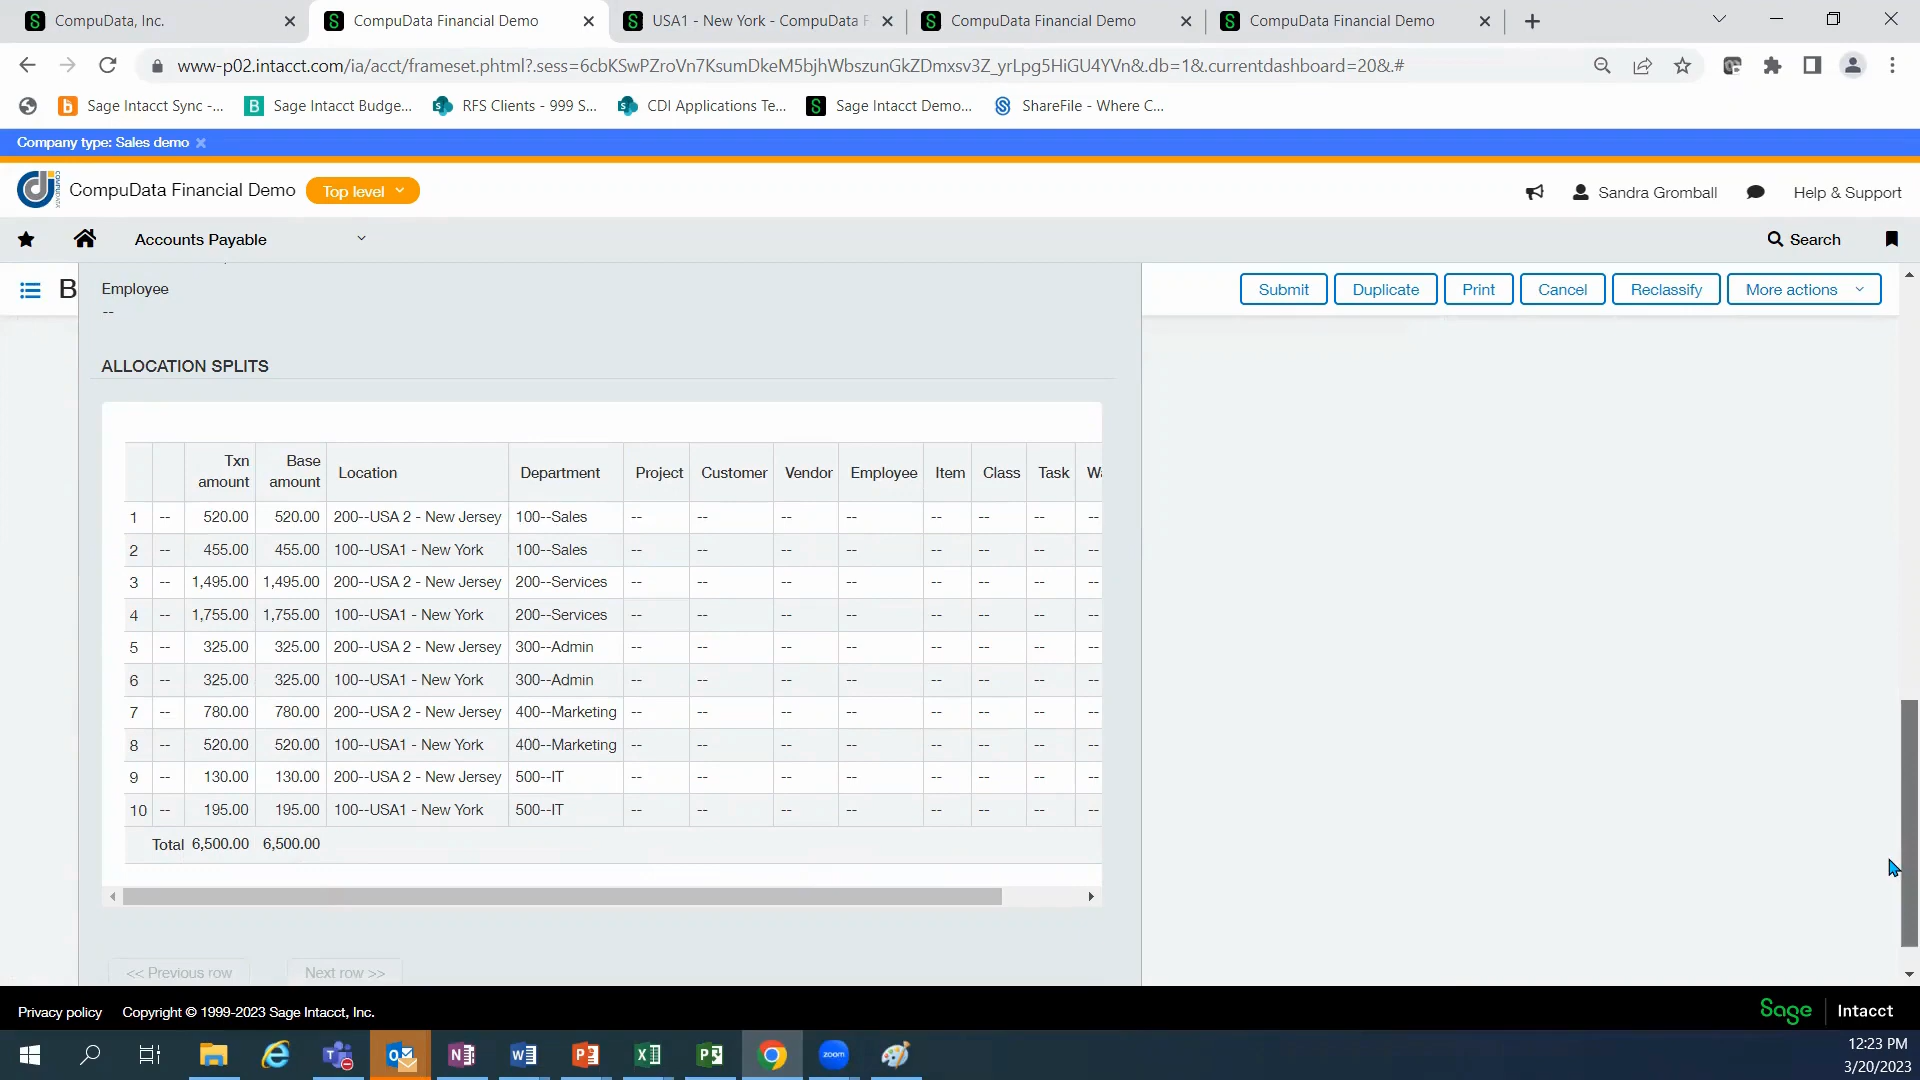 CompuData, Inc.
CompuData Financial Demo
USA1 - New York - CompuData F
CompuData Financial Demo
CompuData Financial Demo
www-p02.intacct.com/ia/acct/frameset.phtml?.sess=6cbKSwPZroVn7KsumDkeM5bjhWbszunGkZDmxsv3Z_yrLpg5HiGU4YVn&.db=1&.currentdashboard=20&.#
Sage Intacct Sync -...
Sage Intacct Budge...
RFS Clients - 999 S...
CDI Applications Te...
Sage Intacct Demo...
ShareFile - Where C...
Company type: Sales demo
CompuData Financial Demo
Top level
Sandra Gromball
Help & Support
Accounts Payable
Search
B
Employee
--
Submit
Duplicate
Print
Cancel
Reclassify
More actions
ALLOCATION SPLITS
Txn amount Base amount Location Department Project Customer Vendor Employee Item Class Task Wa
1 -- 520.00 520.00 200--USA 2 - New Jersey 100--Sales -- -- -- -- -- -- -- --
2 -- 455.00 455.00 100--USA1 - New York 100--Sales -- -- -- -- -- -- -- --
3 -- 1,495.00 1,495.00 200--USA 2 - New Jersey 200--Services -- -- -- -- -- -- -- --
4 -- 1,755.00 1,755.00 100--USA1 - New York 200--Services -- -- -- -- -- -- -- --
5 -- 325.00 325.00 200--USA 2 - New Jersey 300--Admin -- -- -- -- -- -- -- --
6 -- 325.00 325.00 100--USA1 - New York 300--Admin -- -- -- -- -- -- -- --
7 -- 780.00 780.00 200--USA 2 - New Jersey 400--Marketing -- -- -- -- -- -- -- --
8 -- 520.00 520.00 100--USA1 - New York 400--Marketing -- -- -- -- -- -- -- --
9 -- 130.00 130.00 200--USA 2 - New Jersey 500--IT -- -- -- -- -- -- -- --
10 -- 195.00 195.00 100--USA1 - New York 500--IT -- -- -- -- -- -- -- --
Total 6,500.00 6,500.00
<< Previous row
Next row >>
Privacy policy
Copyright © 1999-2023 Sage Intacct, Inc.
Sage
Intacct
zoom
12:23 PM
3/20/2023